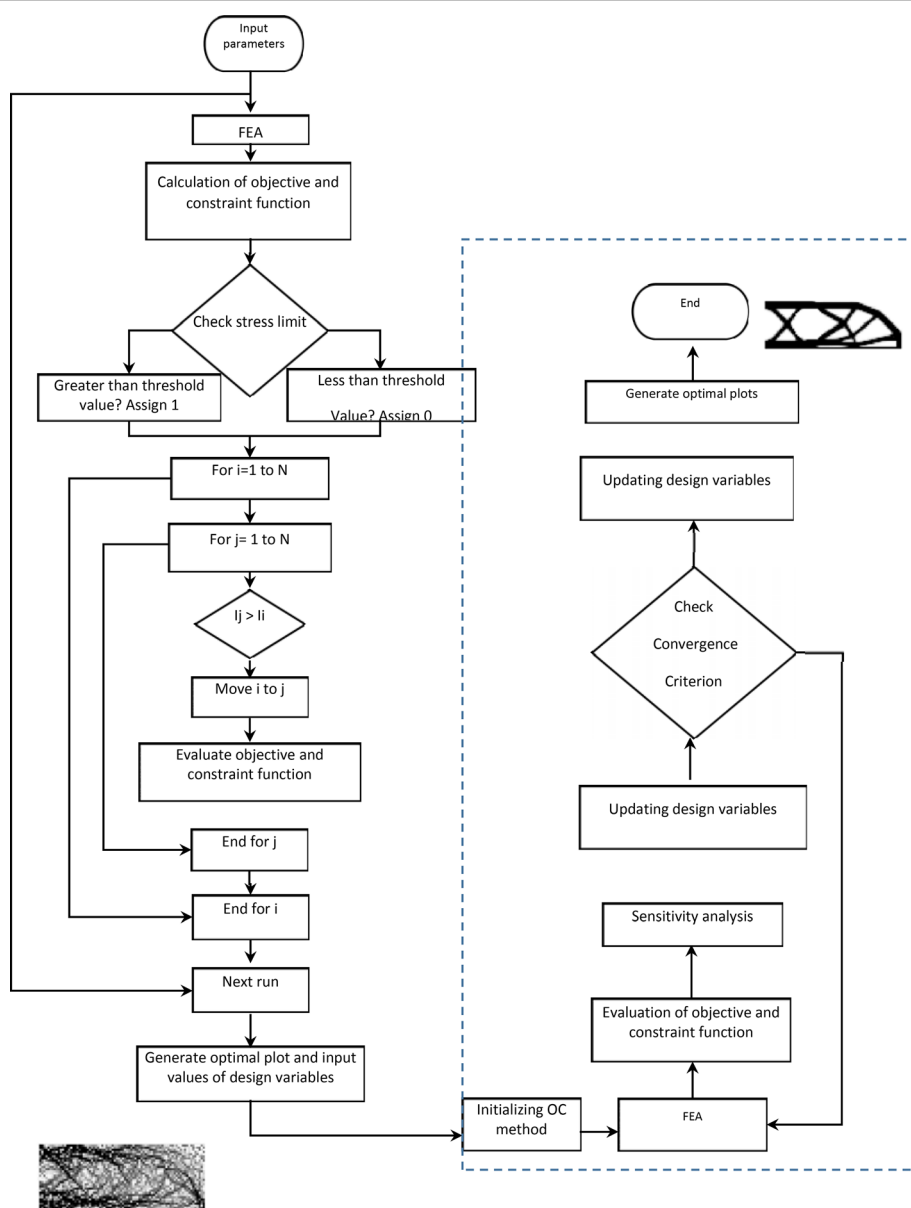 Input
parameters
FEA
Calculation of objective and
constraint function
Check stress limit
Greater than threshold
value? Assign 1
Less than threshold
Value? Assign 0
For i=1 to N
For j= 1 to N
Ij > Ii
Move i to j
Evaluate objective and
constraint function
End for j
End for i
Next run
Generate optimal plot and input
values of design variables
Initializing OC
method
FEA
Evaluation of objective and
constraint function
Sensitivity analysis
Updating design variables
Check
Convergence
Criterion
Updating design variables
Generate optimal plots
End